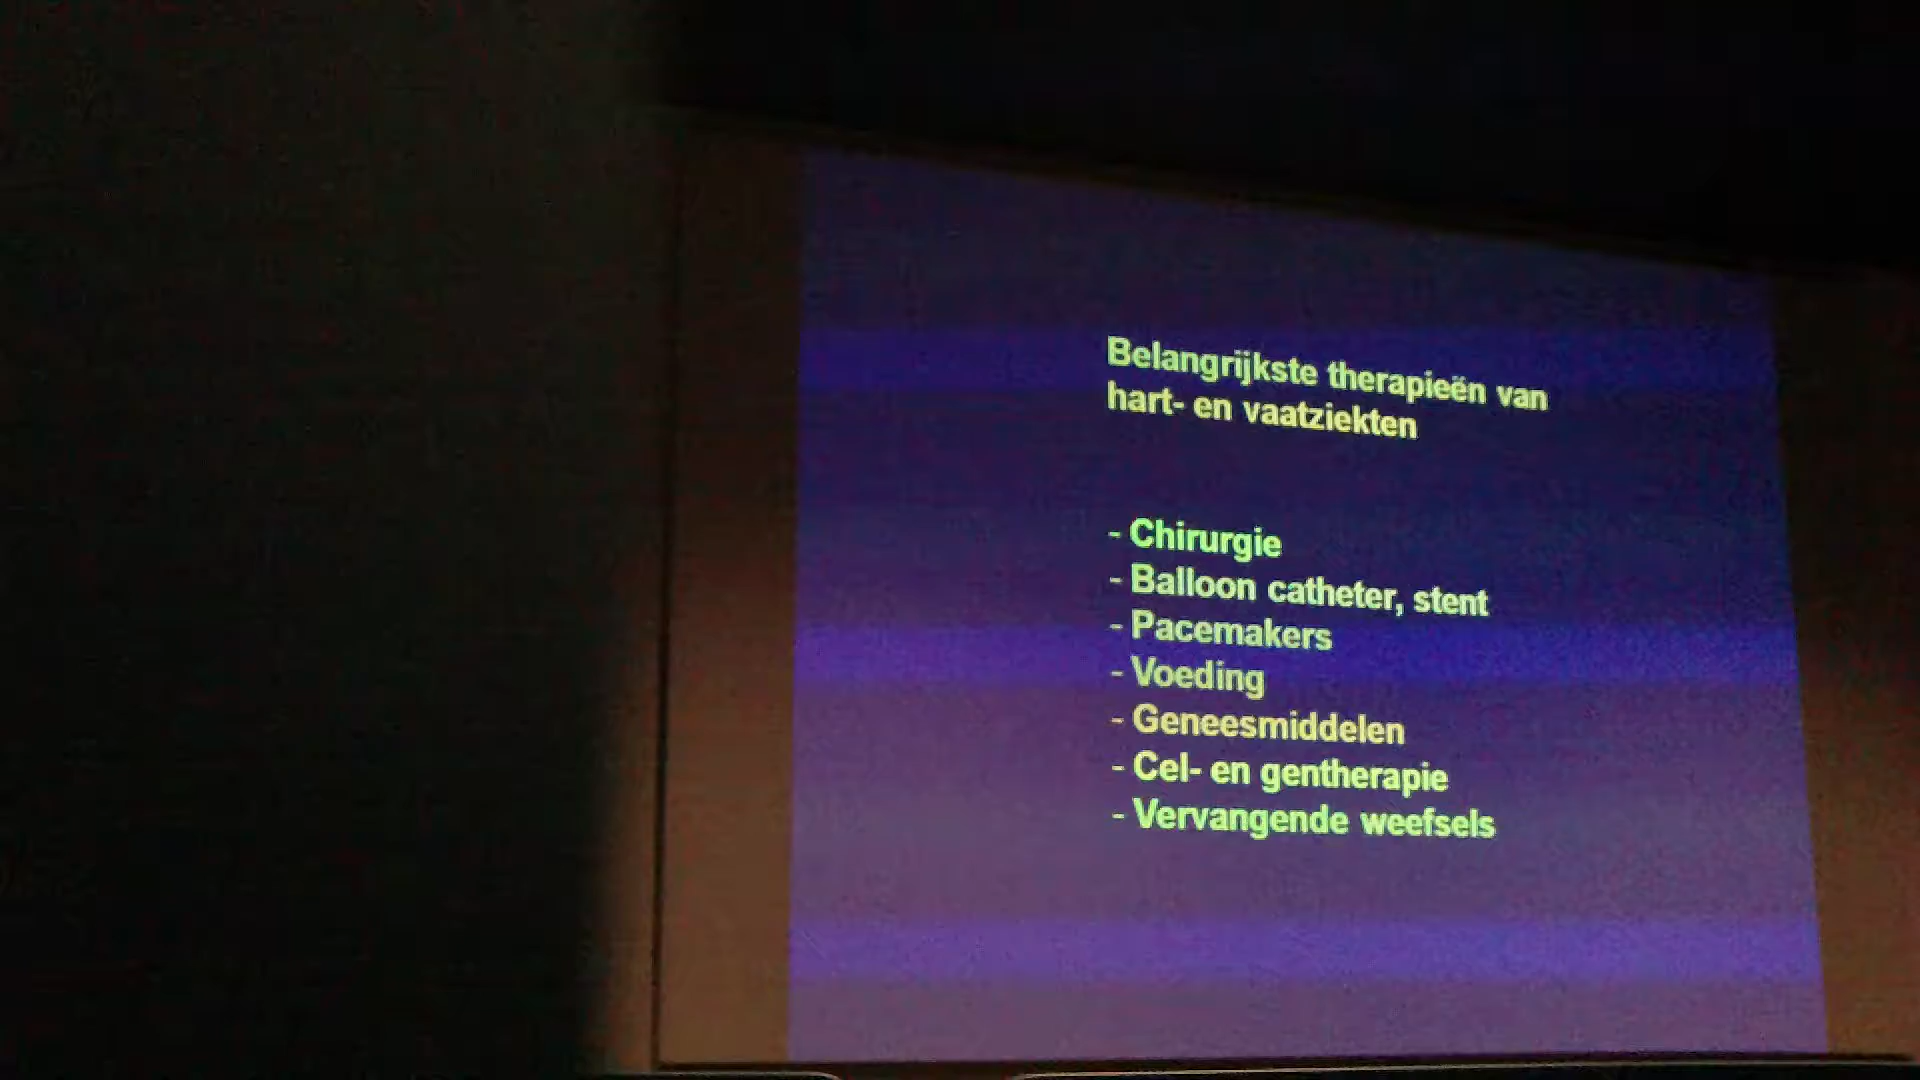 Belangrijkste therapieën van
hart- en vaatziekten
- Chirurgie
- Balloon catheter, stent
- Pacemakers
- Voeding
- Geneesmiddelen
- Cel- en gentherapie
- Vervangende weefsels